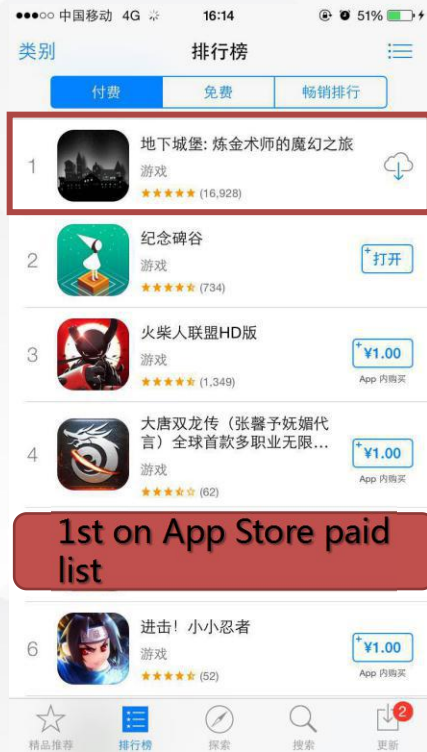 中国移动 4G 16:14 51%
类别 排行榜
付费 免费 畅销排行
1 地下城堡: 炼金术师的魔幻之旅
游戏
(16,928)
2 纪念碑谷
游戏 +打开
(734)
3 火柴人联盟HD版
游戏 +¥1.00
(1,349) App 内购买
4 大唐双龙传（张馨予妩媚代
言）全球首款多职业无限... +¥1.00
游戏 App 内购买
(62)
1st on App Store paid
list
6 进击！小小忍者
游戏 +¥1.00
(52) App 内购买
2
精品推荐 排行榜 探索 搜索 更新